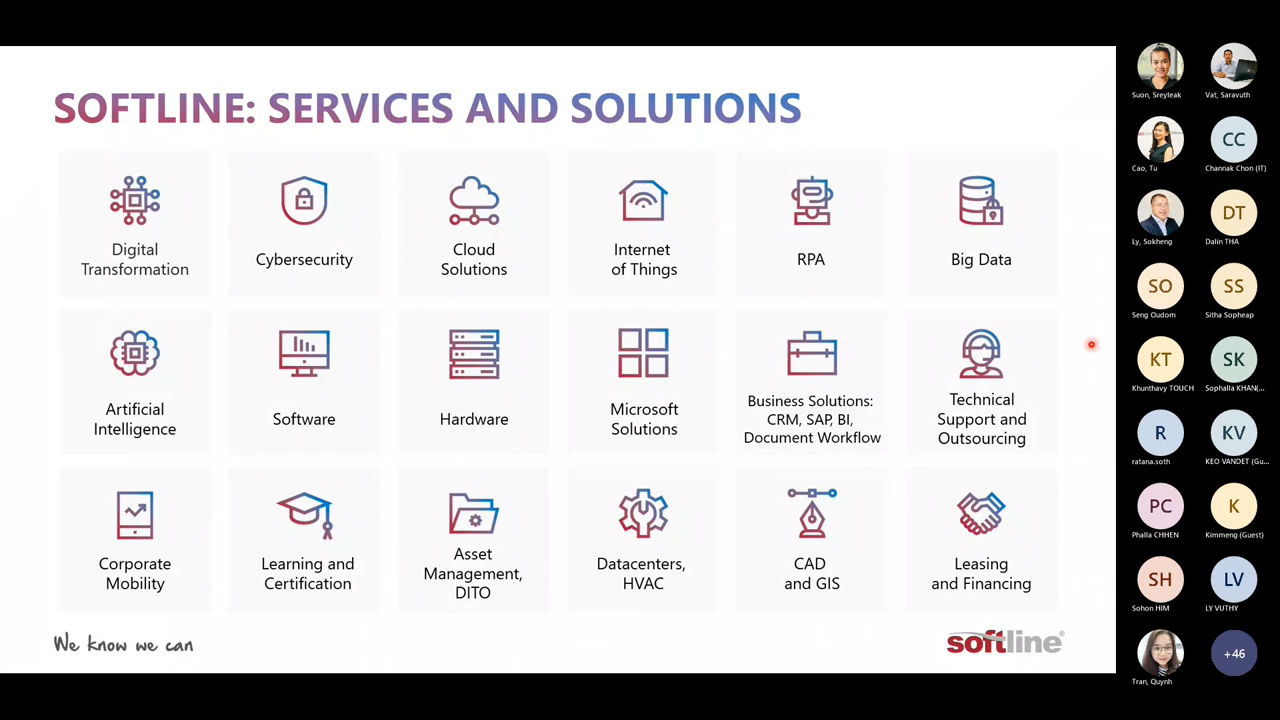 SOFTLINE: SERVICES AND SOLUTIONS
Digital
Transformation
Cybersecurity
Cloud
Solutions
Internet
of Things
RPA
Big Data
Artificial
Intelligence
Software
Hardware
Microsoft
Solutions
Business Solutions:
CRM, SAP, BI,
Document Workflow
Technical
Support and
Outsourcing
Corporate
Mobility
Learning and
Certification
Asset
Management,
DITO
Datacenters,
HVAC
CAD
and GIS
Leasing
and Financing
We know we can
softline®
Suon, Sreyleak
Vat, Saravuth
Cao, Tu
CC
Channak Chon (IT)
Ly, Sokheng
DT
Dalin THA
SO
Seng Oudom
SS
Sitha Sopheap
KT
Khunthavy TOUCH
SK
Sophalla KHAN(...
R
ratana.soth
KV
KEO VANDET (Gu...
PC
Phalla CHHEN
K
Kimmeng (Guest)
SH
Sohon HIM
LV
LY VUTHY
Tran, Quynh
+46